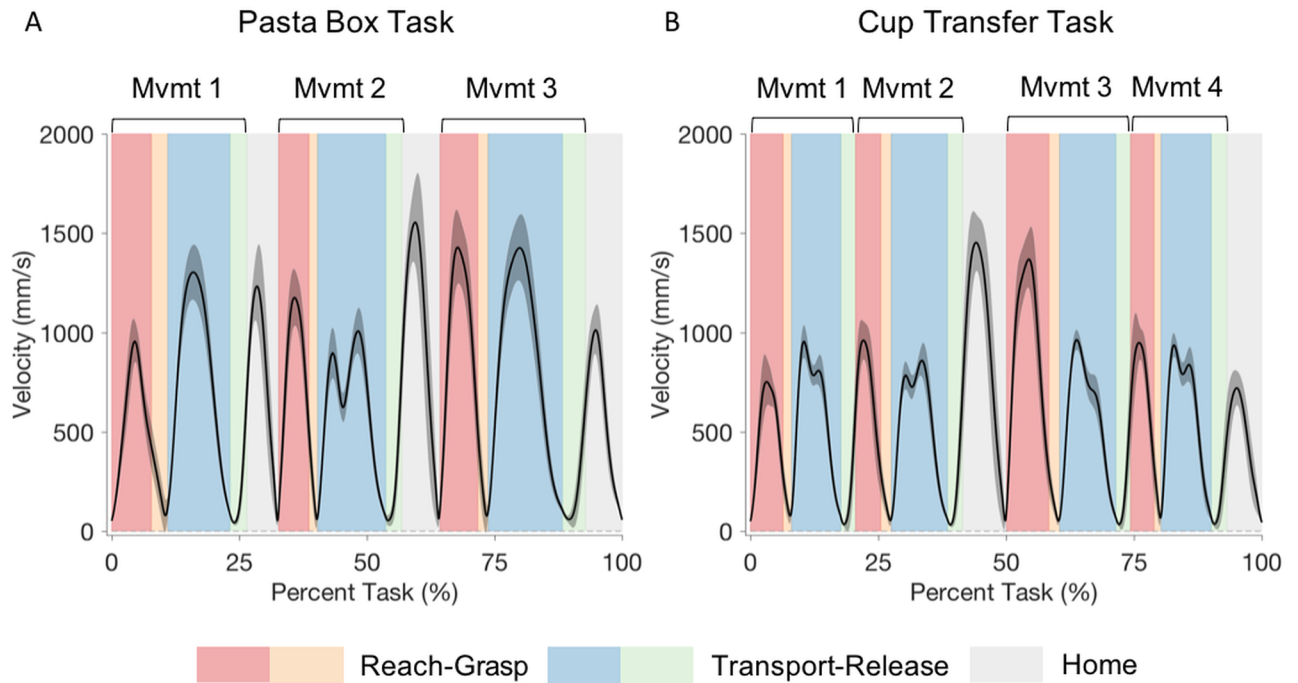 A
Pasta Box Task
Mvmt 1
Mvmt 2
Mvmt 3
2000
1500
1000
500
0
Velocity (mm/s)
0
25
50
75
100
Percent Task (%)
B
Cup Transfer Task
Mvmt 1
Mvmt 2
Mvmt 3
Mvmt 4
2000
1500
1000
500
0
Velocity (mm/s)
0
25
50
75
100
Percent Task (%)
Reach-Grasp
Transport-Release
Home